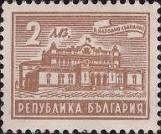 2 ЛВ.
НАРОДНО СЪБРАНИЕ
РЕПУБЛИКА БЪЛГАРИЯ